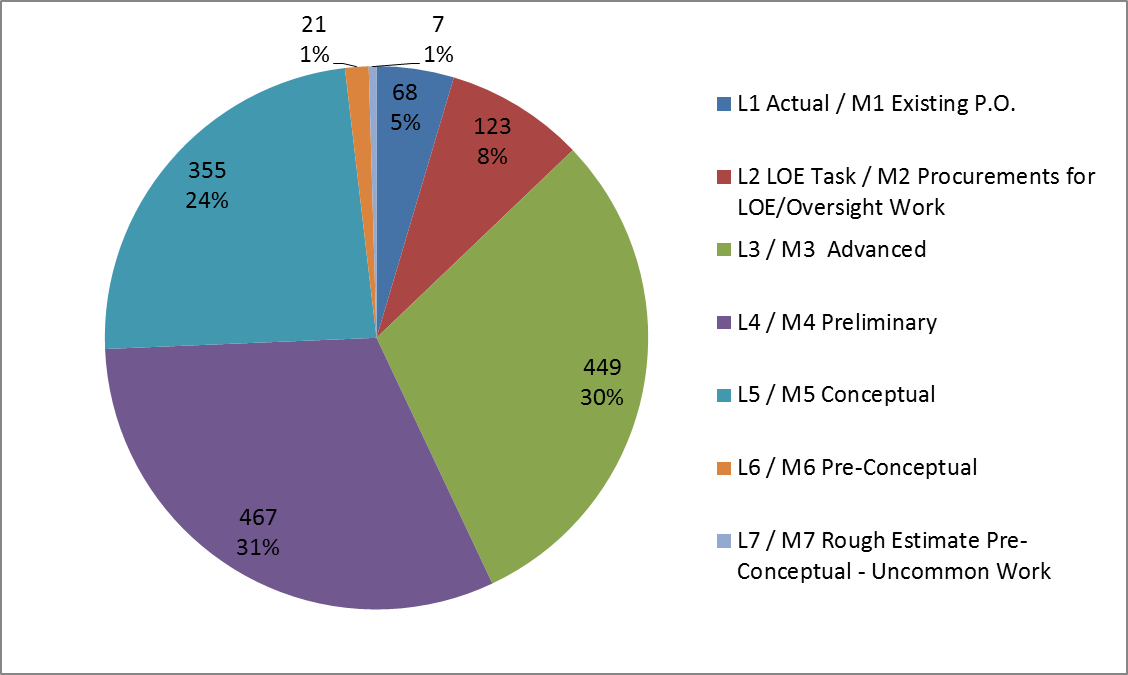 21
1%
7
1%
68
5%
123
8%
449
30%
467
31%
355
24%
L1 Actual / M1 Existing P.O.
L2 LOE Task / M2 Procurements for
LOE/Oversight Work
L3 / M3  Advanced
L4 / M4 Preliminary
L5 / M5 Conceptual
L6 / M6 Pre-Conceptual
L7 / M7 Rough Estimate Pre-
Conceptual - Uncommon Work